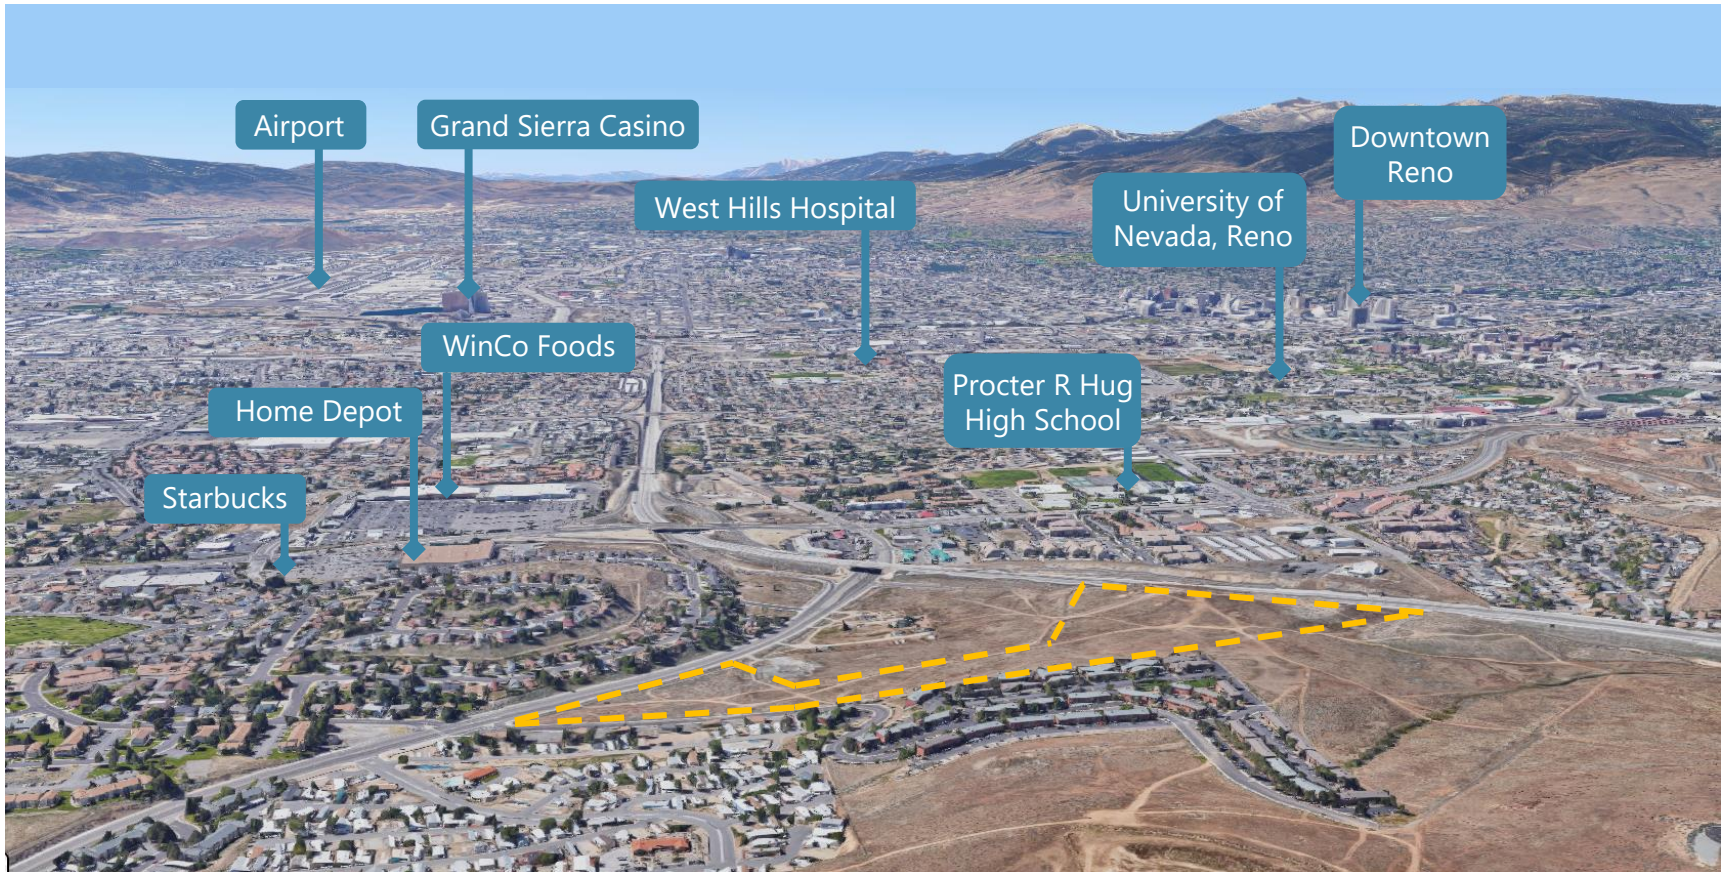 Airport
Grand Sierra Casino
Downtown
Reno
West Hills Hospital
University of
Nevada, Reno
WinCo Foods
Procter R Hug
High School
Home Depot
Starbucks